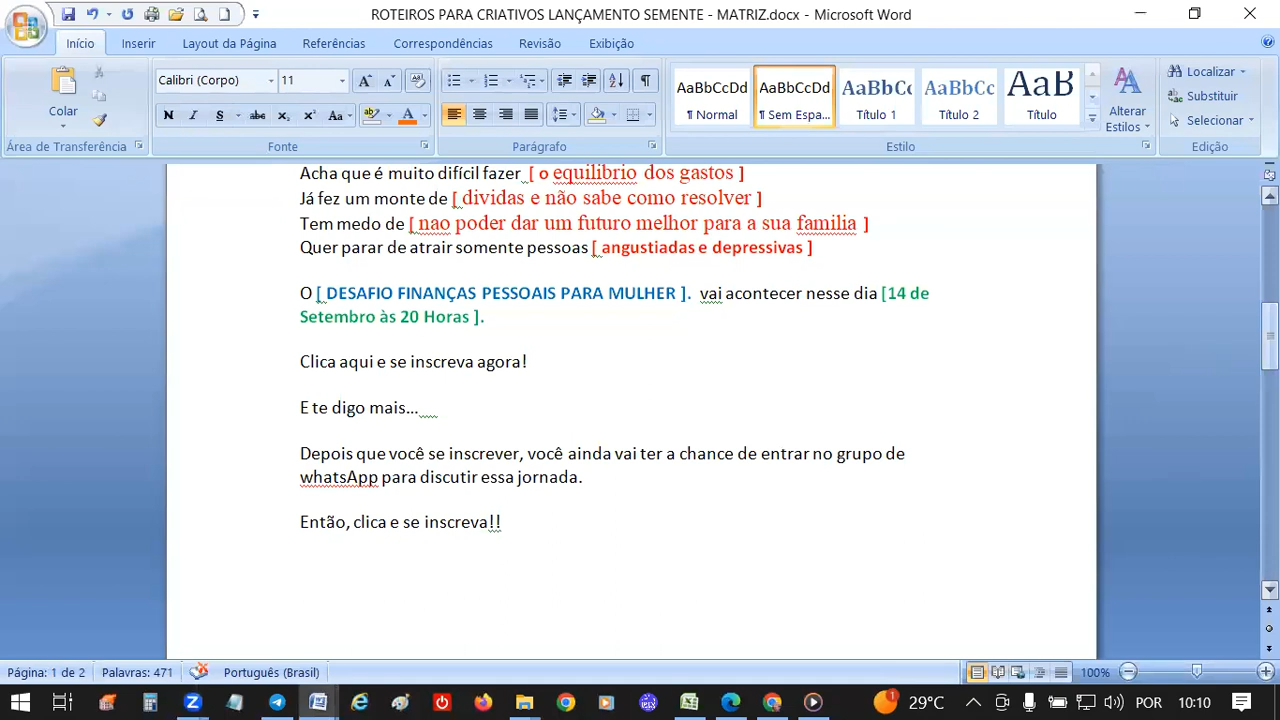 ROTEIROS PARA CRIATIVOS LANÇAMENTO SEMENTE - MATRIZ.docx - Microsoft Word
Início Inserir Layout da Página Referências Correspondências Revisão Exibição
Colar
Área de Transferência
Calibri (Corpo) 11
N I S abc x₂ x² Aa
Fonte
Parágrafo
AaBbCcDd AaBbCcDd AaBbCc AaBbCc AaB
¶ Normal ¶ Sem Espa... Título 1 Título 2 Título
Alterar
Estilos
Estilo
Localizar
Substituir
Selecionar
Edição
Acha que é muito difícil fazer [ o equilibrio dos gastos ]
Já fez um monte de [ dividas e não sabe como resolver ]
Tem medo de [ nao poder dar um futuro melhor para a sua familia ]
Quer parar de atrair somente pessoas [ angustiadas e depressivas ]
O [ DESAFIO FINANÇAS PESSOAIS PARA MULHER ]. vai acontecer nesse dia [14 de
Setembro às 20 Horas ].
Clica aqui e se inscreva agora!
E te digo mais...
Depois que você se inscrever, você ainda vai ter a chance de entrar no grupo de
whatsApp para discutir essa jornada.
Então, clica e se inscreva!!
Página: 1 de 2 Palavras: 471 Português (Brasil) 100%
29°C POR 10:10